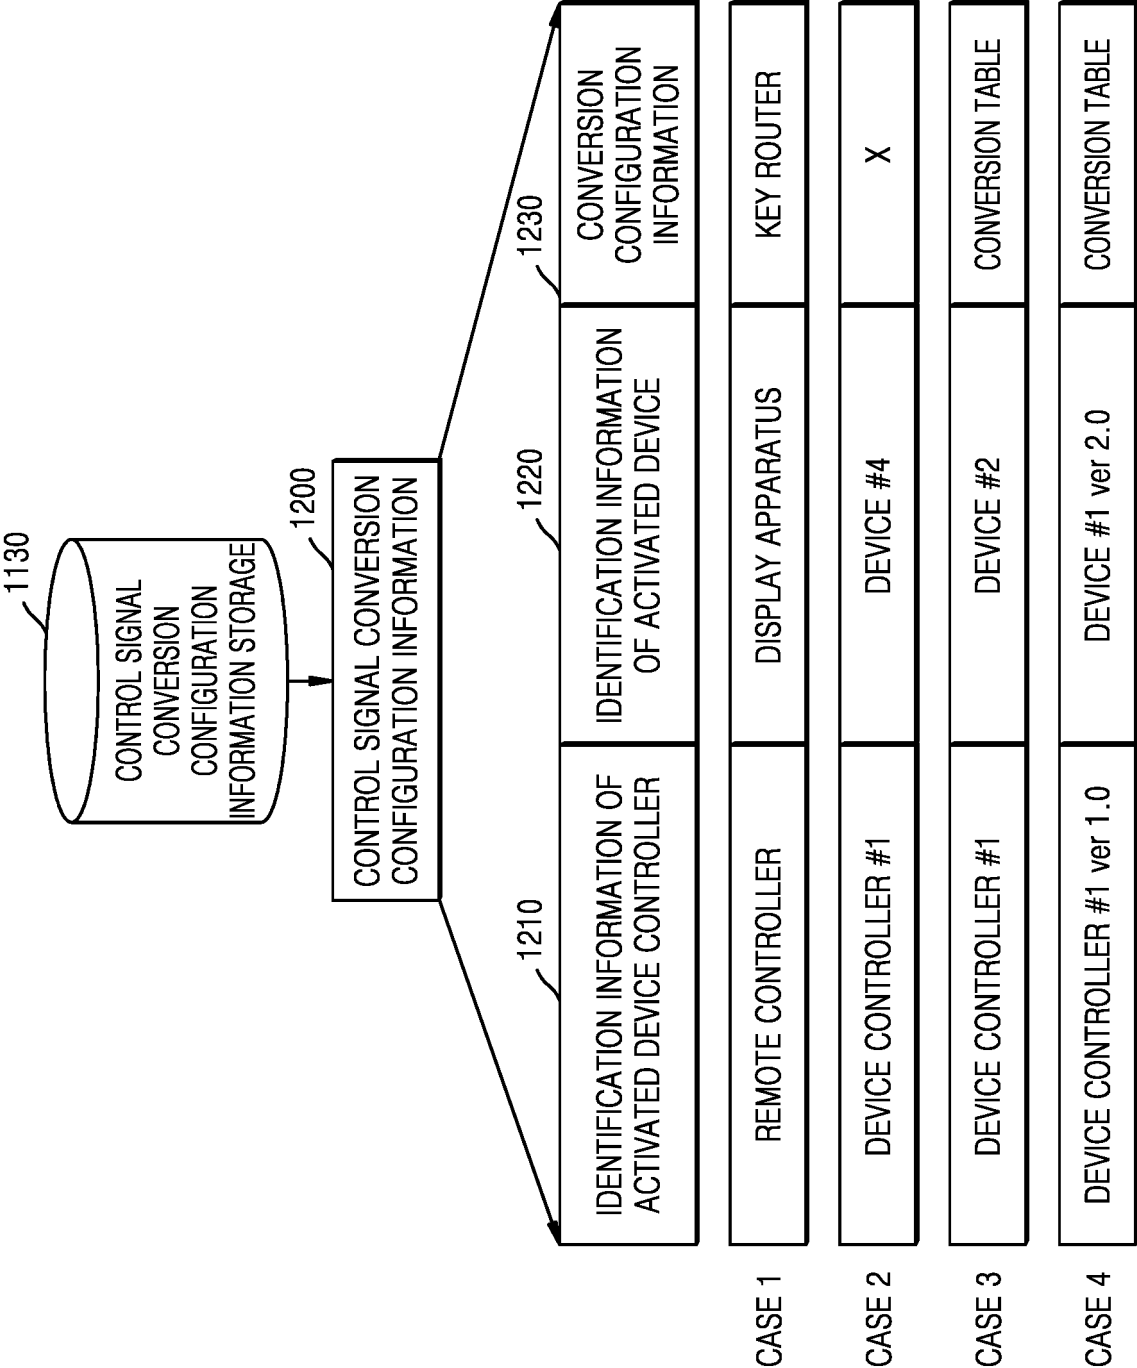 1130
CONTROL SIGNAL
CONVERSION
CONFIGURATION
INFORMATION STORAGE
1200
CONTROL SIGNAL CONVERSION
CONFIGURATION INFORMATION
1210
IDENTIFICATION INFORMATION OF
ACTIVATED DEVICE CONTROLLER
1220
IDENTIFICATION INFORMATION
OF ACTIVATED DEVICE
1230
CONVERSION
CONFIGURATION
INFORMATION
CASE 1
REMOTE CONTROLLER
DISPLAY APPARATUS
KEY ROUTER
CASE 2
DEVICE CONTROLLER #1
DEVICE #4
X
CASE 3
DEVICE CONTROLLER #1
DEVICE #2
CONVERSION TABLE
CASE 4
DEVICE CONTROLLER #1 ver 1.0
DEVICE #1 ver 2.0
CONVERSION TABLE